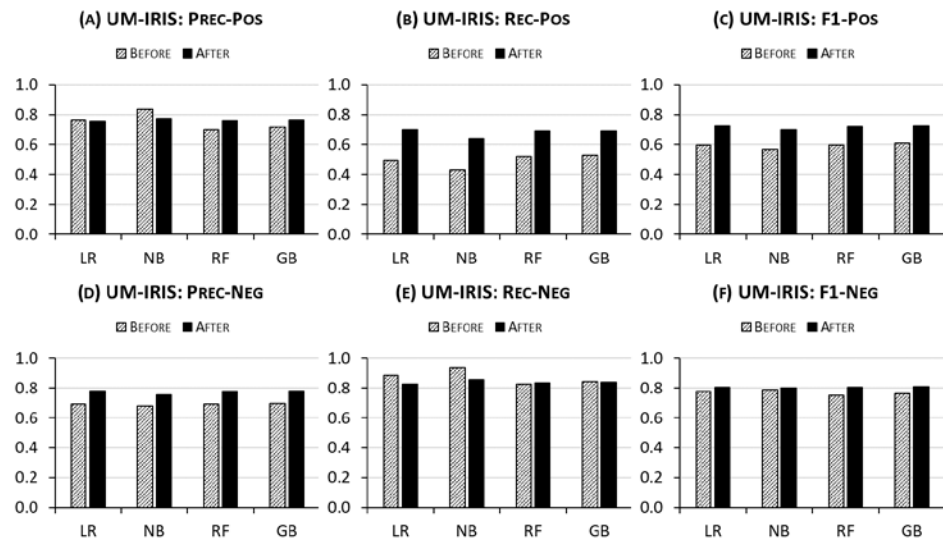 (A) UM-IRIS: PREC-POS
BEFORE AFTER
1.0
0.8
0.6
0.4
0.2
0.0
LR NB RF GB
(B) UM-IRIS: REC-POS
BEFORE AFTER
1.0
0.8
0.6
0.4
0.2
0.0
LR NB RF GB
(C) UM-IRIS: F1-POS
BEFORE AFTER
1.0
0.8
0.6
0.4
0.2
0.0
LR NB RF GB
(D) UM-IRIS: PREC-NEG
BEFORE AFTER
1.0
0.8
0.6
0.4
0.2
0.0
LR NB RF GB
(E) UM-IRIS: REC-NEG
BEFORE AFTER
1.0
0.8
0.6
0.4
0.2
0.0
LR NB RF GB
(F) UM-IRIS: F1-NEG
BEFORE AFTER
1.0
0.8
0.6
0.4
0.2
0.0
LR NB RF GB